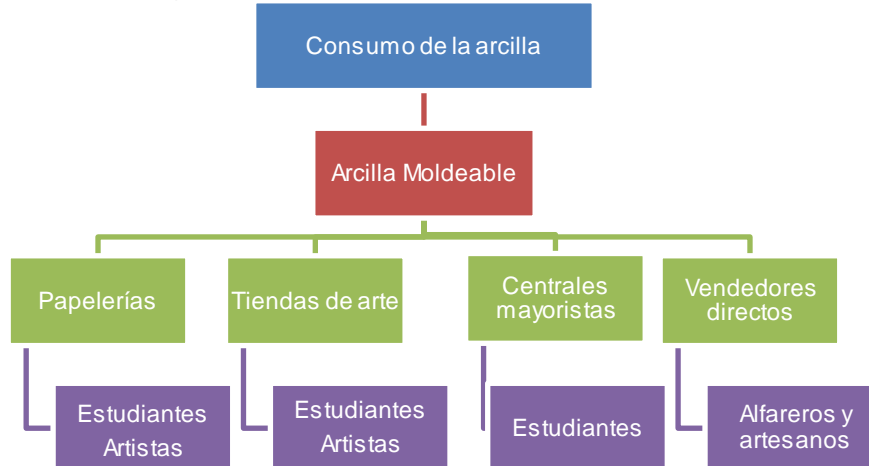 Consumo de la arcilla
Arcilla Moldeable
Papelerías
Tiendas de arte
Centrales
mayoristas
Vendedores
directos
Estudiantes
Artistas
Estudiantes
Artistas
Estudiantes
Alfareros y
artesanos